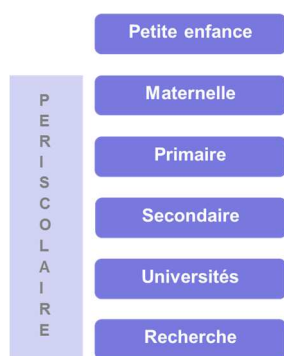 Petite enfance
Maternelle
Primaire
Secondaire
Universités
Recherche
PERISCOLAIRE